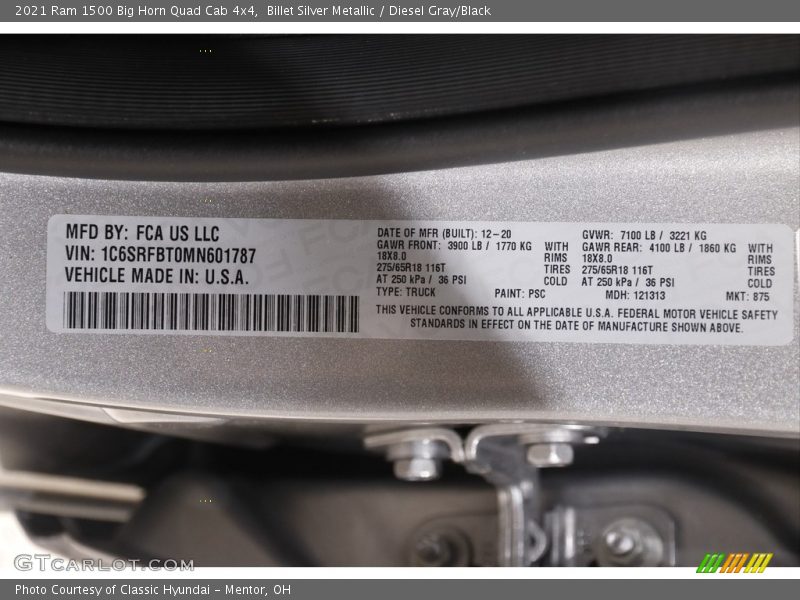 2021 Ram 1500 Big Horn Quad Cab 4x4,  Billet Silver Metallic / Diesel Gray/Black
MFD BY: FCA US LLC
VIN: 1C6SRFBT0MN601787
VEHICLE MADE IN: U.S.A.
DATE OF MFR (BUILT): 12-20
GAWR FRONT: 3900 LB / 1770 KG WITH
18X8.0 RIMS
275/65R18 116T TIRES
AT 250 kPa / 36 PSI COLD
GVWR: 7100 LB / 3221 KG
GAWR REAR: 4100 LB / 1860 KG WITH
18X8.0 RIMS
275/65R18 116T TIRES
AT 250 kPa / 36 PSI COLD
TYPE: TRUCK PAINT: PSC MDH: 121313 MKT: 875
THIS VEHICLE CONFORMS TO ALL APPLICABLE U.S.A. FEDERAL MOTOR VEHICLE SAFETY
STANDARDS IN EFFECT ON THE DATE OF MANUFACTURE SHOWN ABOVE.
GTCARLOT.COM
Photo Courtesy of Classic Hyundai - Mentor, OH